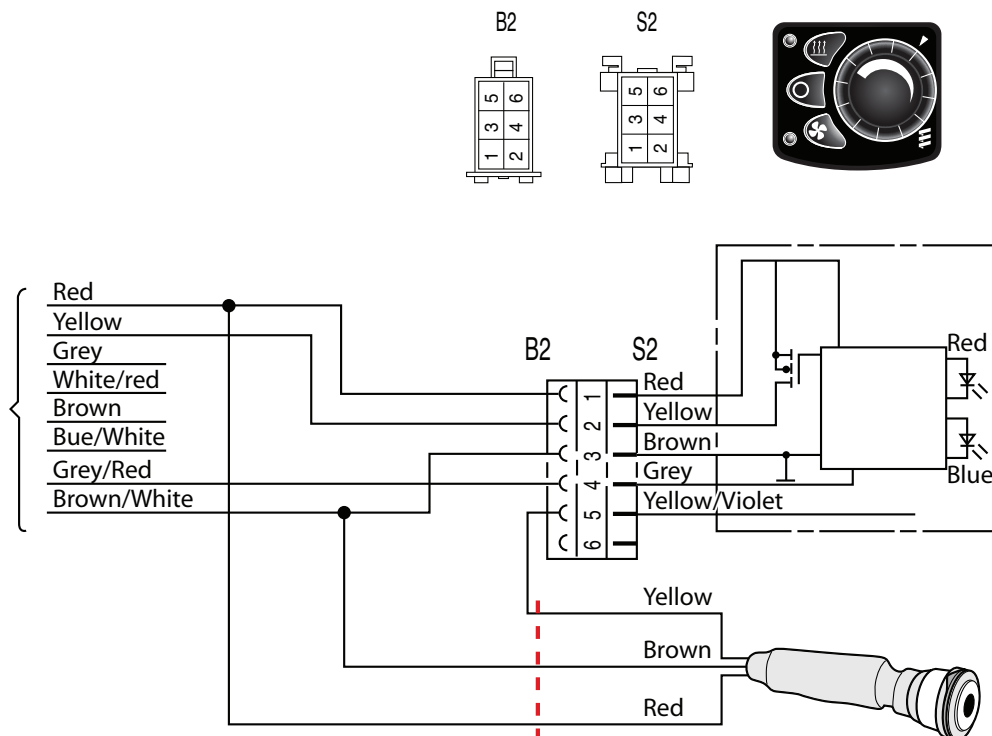 B2
S2
5 6
3 4
1 2
5 6
3 4
1 2
Red
Yellow
Grey
White/red
Brown
Bue/White
Grey/Red
Brown/White
B2
S2
1
2
3
4
5
6
Red
Yellow
Brown
Grey
Yellow/Violet
Red
Blue
Yellow
Brown
Red